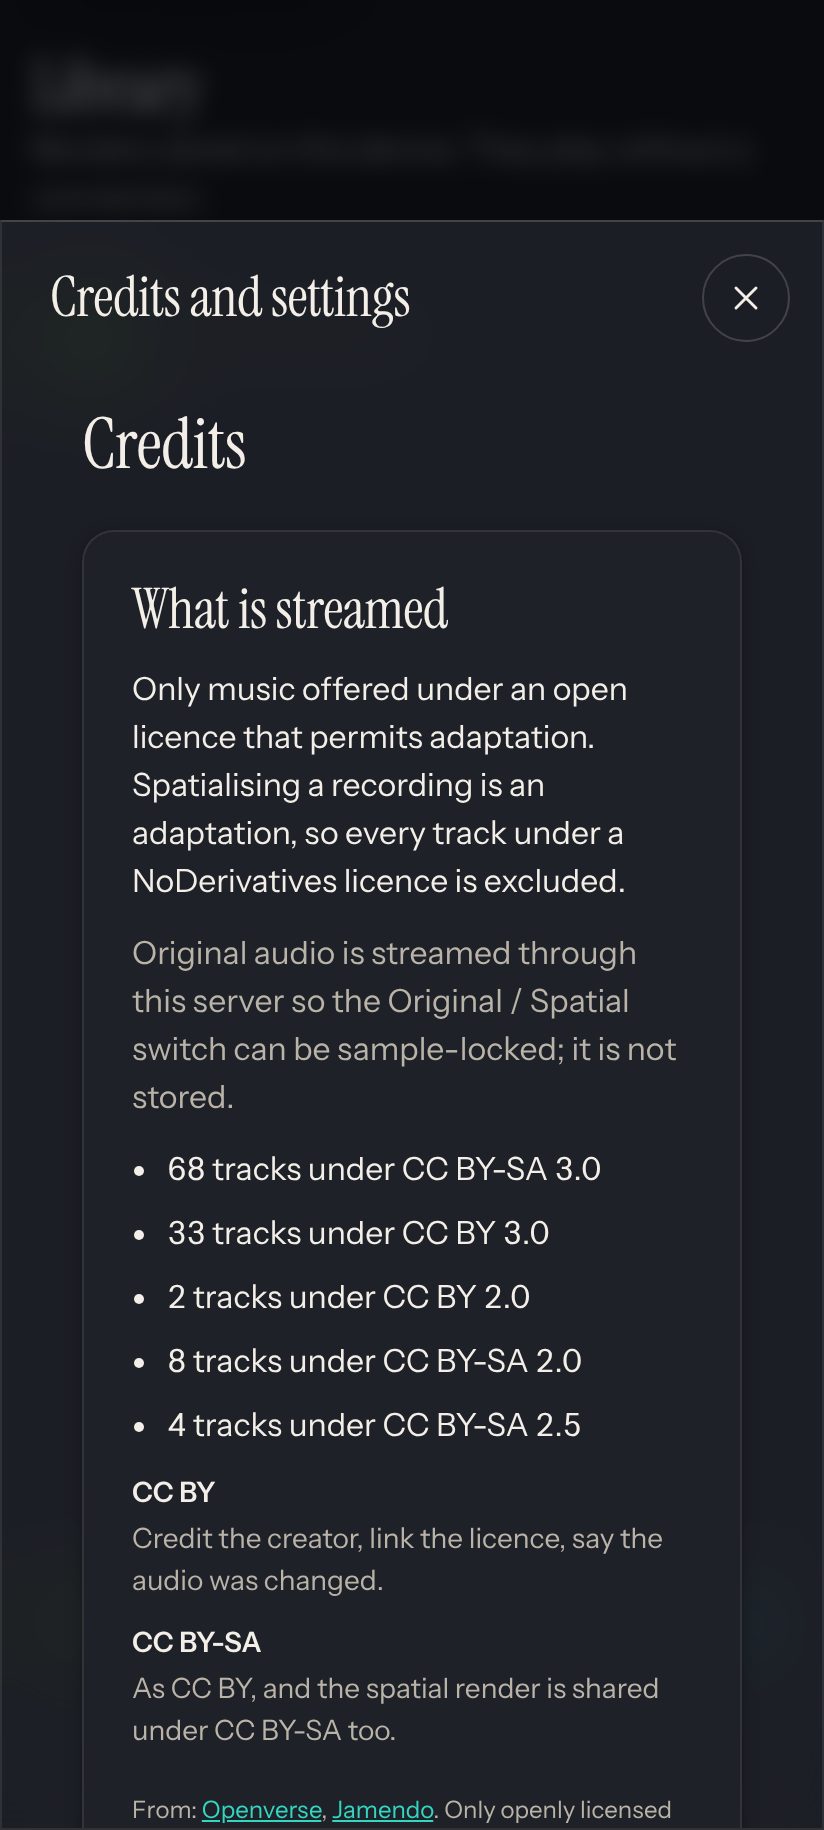 Library
Credits and settings
Credits
What is streamed
Only music offered under an open
licence that permits adaptation.
Spatialising a recording is an
adaptation, so every track under a
NoDerivatives licence is excluded.
Original audio is streamed through
this server so the Original / Spatial
switch can be sample-locked; it is not
stored.
• 68 tracks under CC BY-SA 3.0
• 33 tracks under CC BY 3.0
• 2 tracks under CC BY 2.0
• 8 tracks under CC BY-SA 2.0
• 4 tracks under CC BY-SA 2.5
CC BY
Credit the creator, link the licence, say the
audio was changed.
CC BY-SA
As CC BY, and the spatial render is shared
under CC BY-SA too.
From: Openverse, Jamendo. Only openly licensed